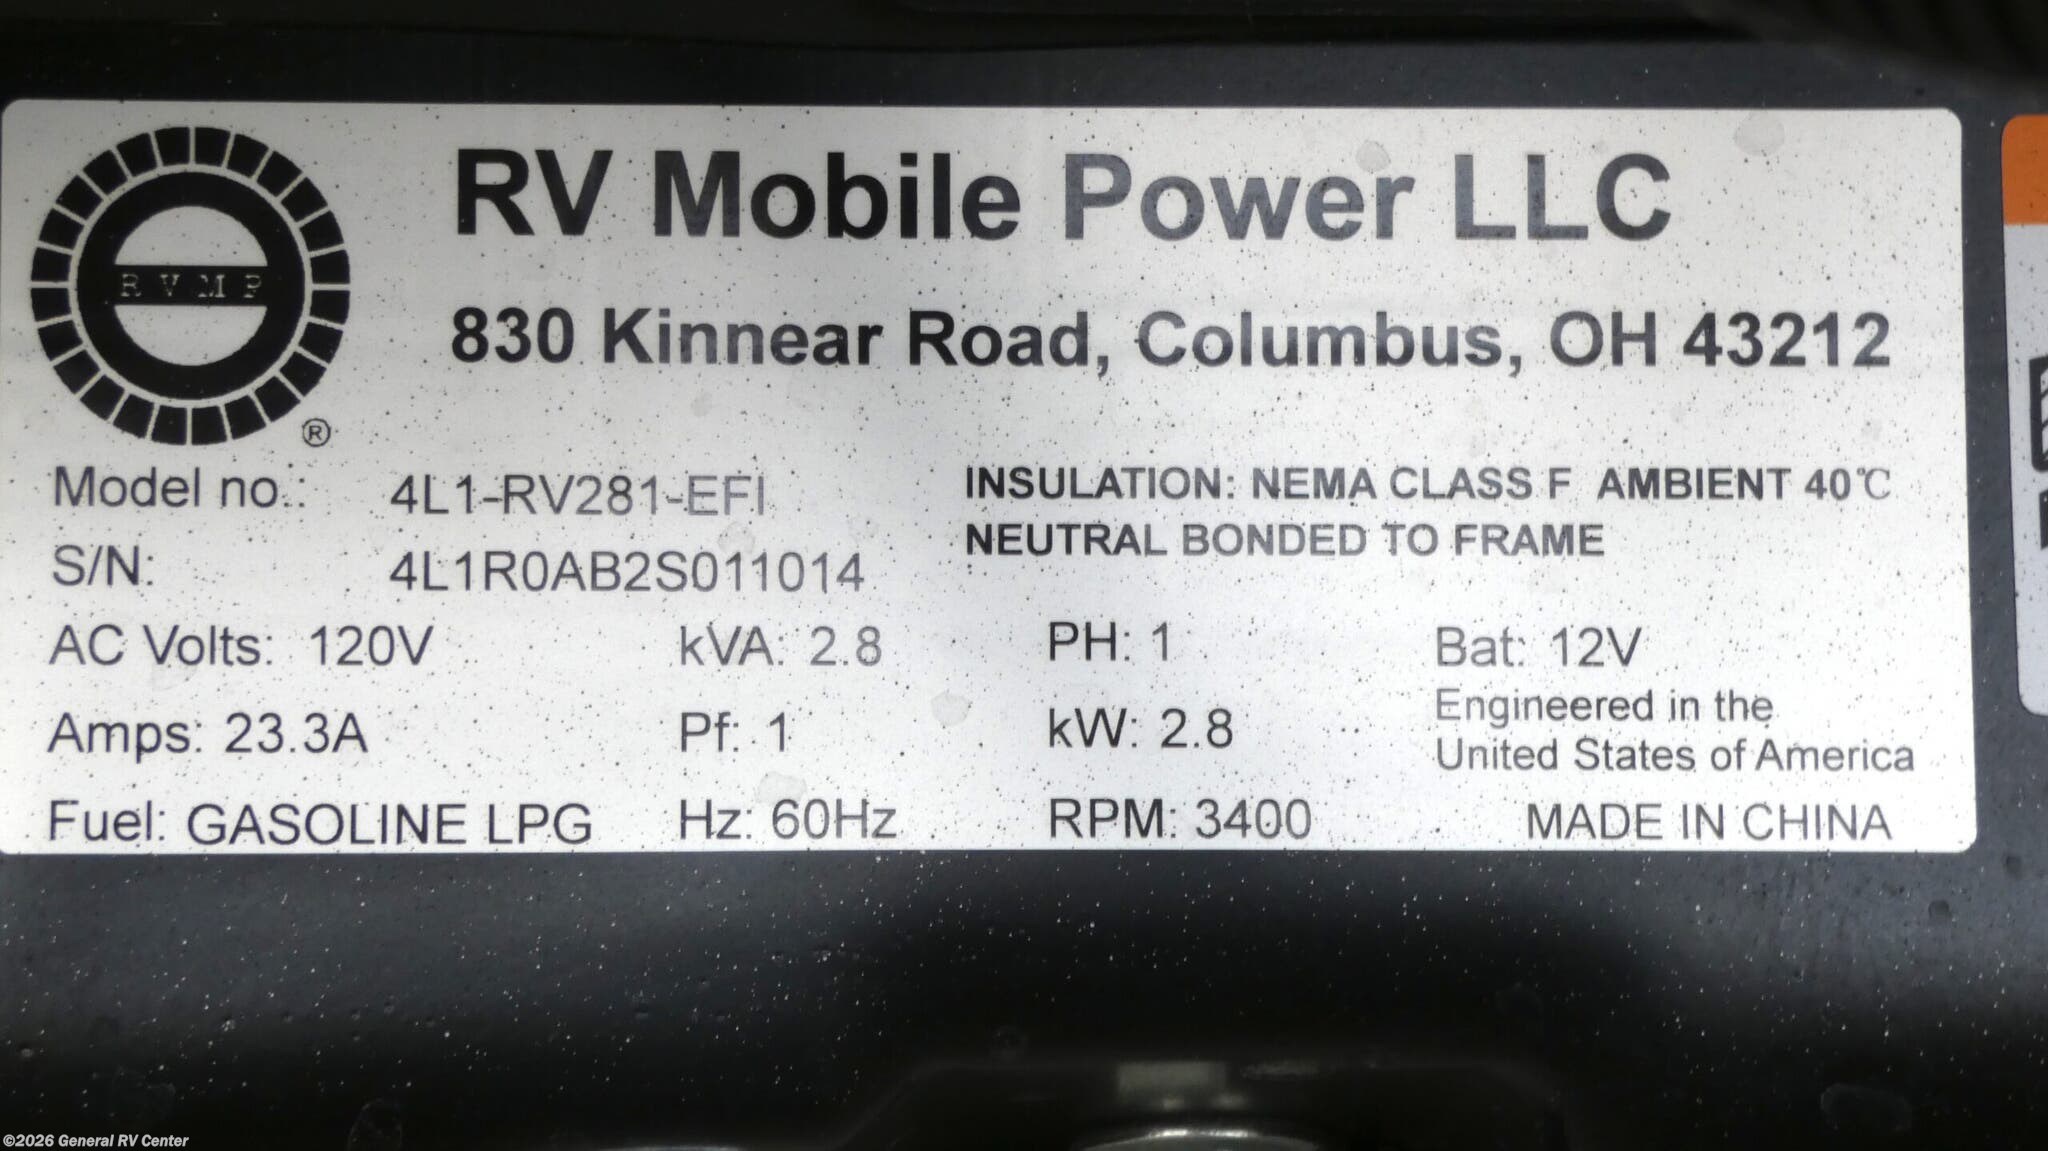 RV Mobile Power LLC
830 Kinnear Road, Columbus, OH 43212
R V M P
®
Model no.: 4L1-RV281-EFI
INSULATION: NEMA CLASS F AMBIENT 40℃
NEUTRAL BONDED TO FRAME
S/N: 4L1R0AB2S011014
AC Volts: 120V kVA: 2.8 PH: 1 Bat: 12V
Amps: 23.3A Pf: 1 kW: 2.8
Engineered in the
United States of America
Fuel: GASOLINE LPG Hz: 60Hz RPM: 3400 MADE IN CHINA
©2026 General RV Center